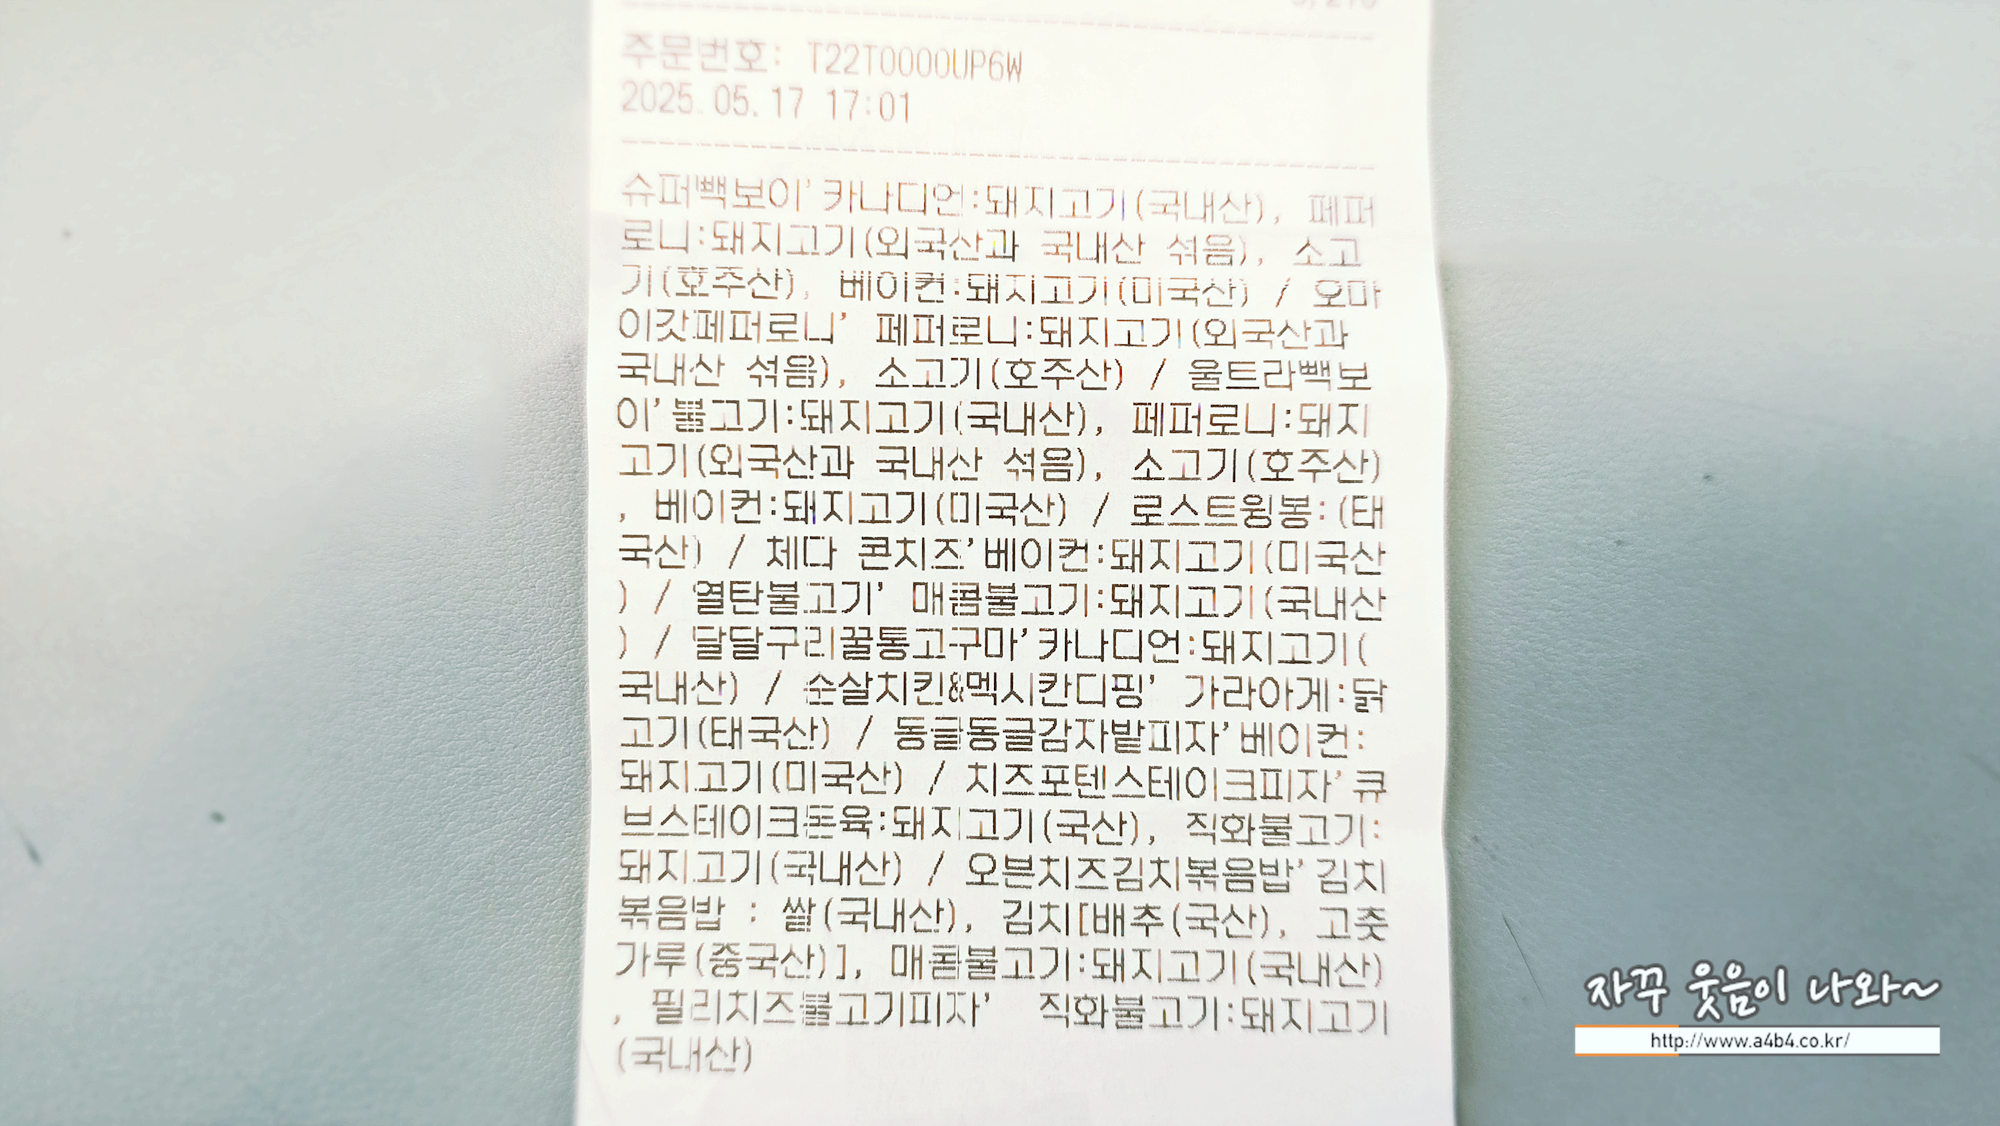 주문번호: T22T0000UP6W
2025.05.17 17:01
슈퍼빽보이'카나디언:돼지고기(국내산), 페퍼
로니:돼지고기(외국산과 국내산 섞음), 소고
기(호주산), 베이컨:돼지고기(미국산) / 오마
이갓페퍼로니' 페퍼로니:돼지고기(외국산과
국내산 섞음), 소고기(호주산) / 울트라빽보
이'불고기:돼지고기(국내산), 페퍼로니:돼지
고기(외국산과 국내산 섞음), 소고기(호주산)
, 베이컨:돼지고기(미국산) / 로스트윙봉:(태
국산) / 체다 콘치즈'베이컨:돼지고기(미국산
) / 열탄불고기' 매콤불고기:돼지고기(국내산
) / 달달구리꿀통고구마'카나디언:돼지고기(
국내산) / 순살치킨&멕시칸디핑' 가라아게:닭
고기(태국산) / 동글동글감자밭피자'베이컨:
돼지고기(미국산) / 치즈포텐스테이크피자'큐
브스테이크돈육:돼지고기(국산), 직화불고기:
돼지고기(국내산) / 오븐치즈김치볶음밥'김치
볶음밥 : 쌀(국내산), 김치[배추(국산), 고춧
가루(중국산)], 매콤불고기:돼지고기(국내산)
, 필리치즈불고기피자' 직화불고기:돼지고기
(국내산)
자꾸 웃음이 나와~
http://www.a4b4.co.kr/